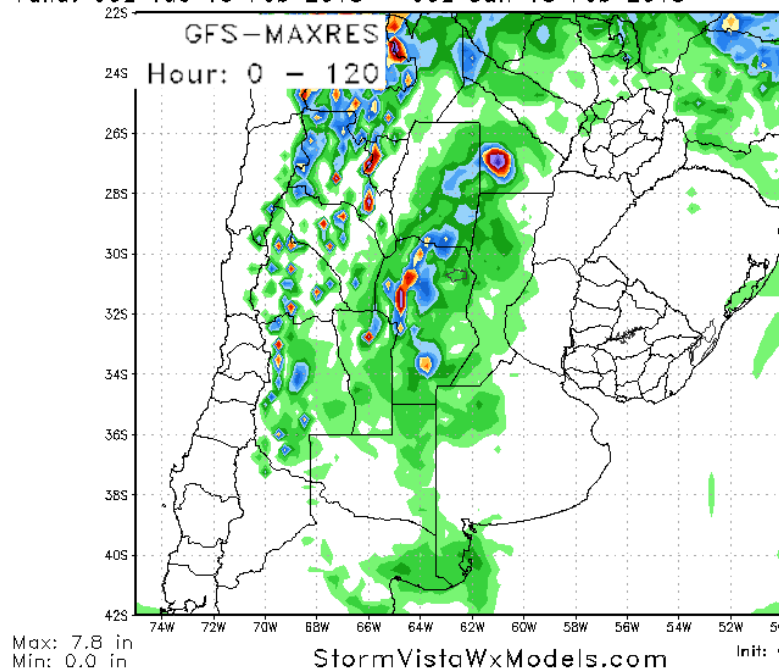 GFS-MAXRES
Hour: 0 - 120
22S
24S
26S
28S
30S
32S
34S
36S
38S
40S
42S
74W
72W
70W
68W
66W
64W
62W
60W
58W
56W
54W
52W
Max: 7.8 in
Min: 0.0 in
StormVistaWxModels.com
Init: